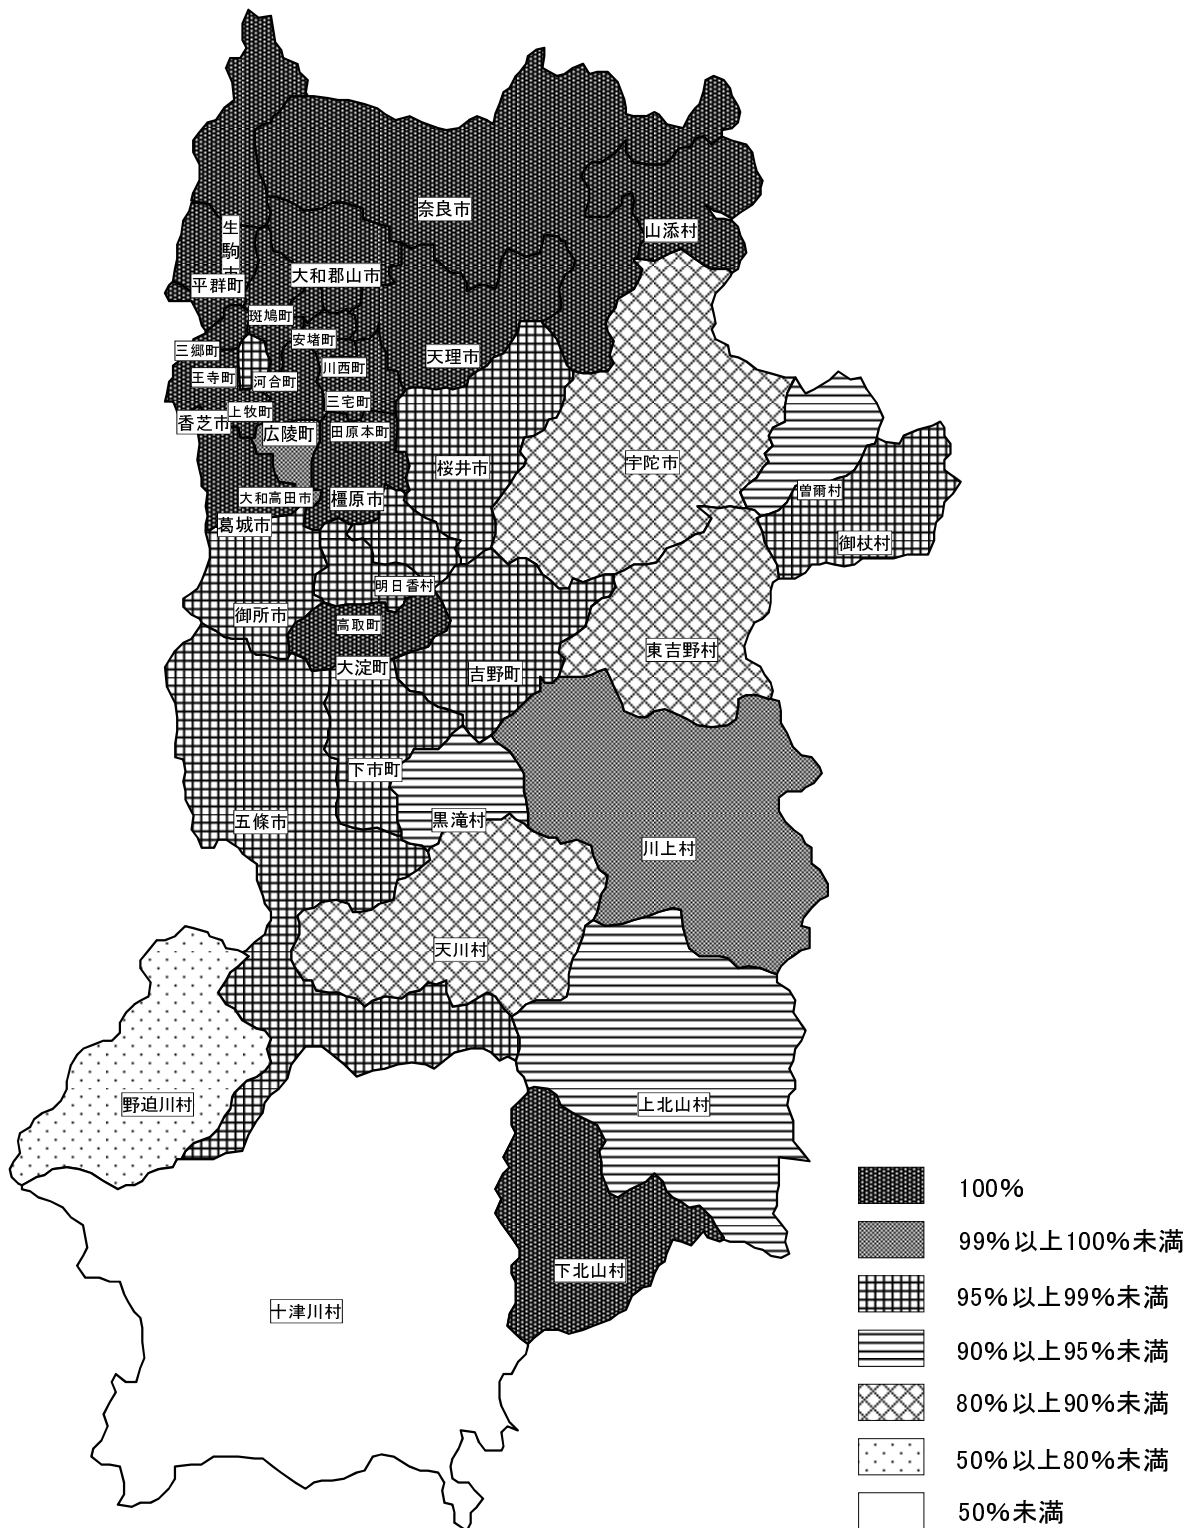 奈良市
山添村
生駒市
大和郡山市
平群町
斑鳩町
安堵町
三郷町
天理市
川西町
王寺町
河合町
三宅町
上牧町
香芝市
広陵町
田原本町
宇陀市
桜井市
曽爾村
大和高田市
橿原市
葛城市
御杖村
明日香村
御所市
高取町
東吉野村
大淀町
吉野町
下市町
黒滝村
五條市
川上村
天川村
野迫川村
上北山村
下北山村
十津川村
100%
99%以上100%未満
95%以上99%未満
90%以上95%未満
80%以上90%未満
50%以上80%未満
50%未満